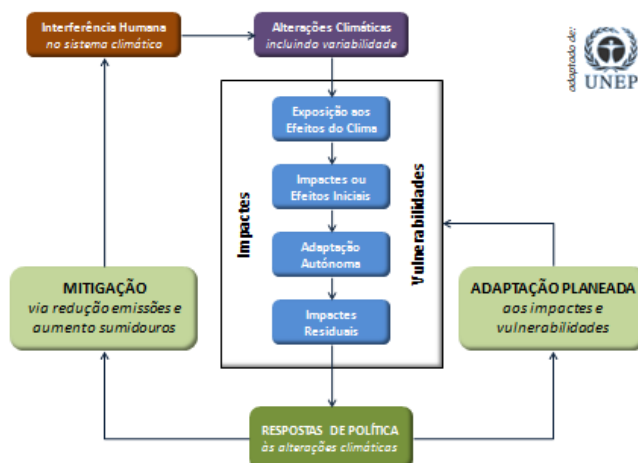 Interferência Humana
no sistema climático
Alterações Climáticas
incluindo variabilidade
adaptado de:
UNEP
Exposição aos
Efeitos do Clima
Impactes ou
Efeitos Iniciais
Adaptação
Autónoma
Impactes
Residuais
Impactes
Vulnerabilidades
MITIGAÇÃO
via redução emissões e
aumento sumidouros
ADAPTAÇÃO PLANEADA
aos impactes e
vulnerabilidades
RESPOSTAS DE POLÍTICA
às alterações climáticas